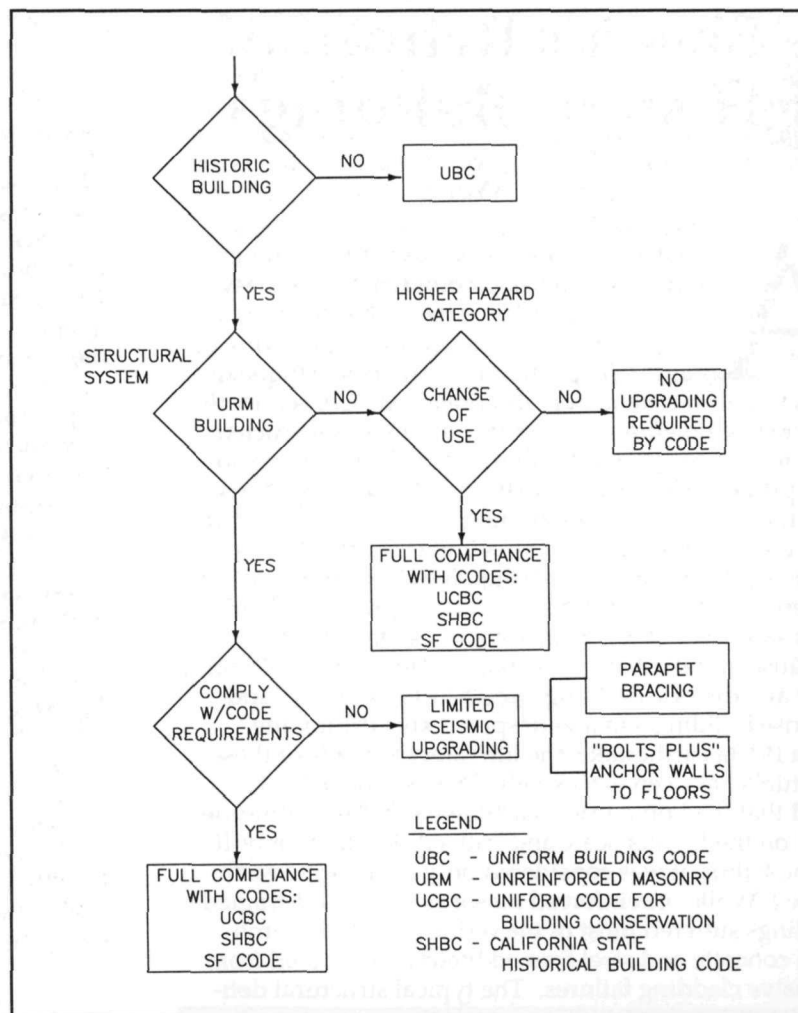 HISTORIC
BUILDING
NO
UBC
YES
HIGHER HAZARD
CATEGORY
STRUCTURAL
SYSTEM
URM
BUILDING
NO
CHANGE
OF
USE
NO
NO
UPGRADING
REQUIRED
BY CODE
YES
YES
FULL COMPLIANCE
WITH CODES:
UCBC
SHBC
SF CODE
COMPLY
W/CODE
REQUIREMENTS
NO
LIMITED
SEISMIC
UPGRADING
PARAPET
BRACING
"BOLTS PLUS"
ANCHOR WALLS
TO FLOORS
YES
FULL COMPLIANCE
WITH CODES:
UCBC
SHBC
SF CODE
LEGEND
UBC - UNIFORM BUILDING CODE
URM - UNREINFORCED MASONRY
UCBC - UNIFORM CODE FOR
BUILDING CONSERVATION
SHBC - CALIFORNIA STATE
HISTORICAL BUILDING CODE